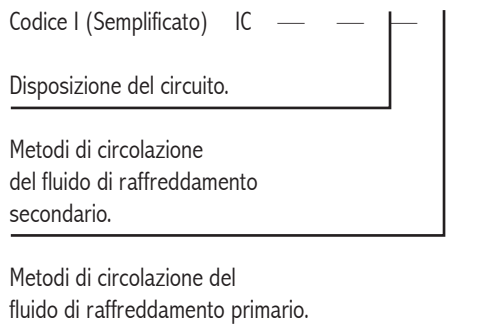 Codice I (Semplificato) IC — — —
Disposizione del circuito.
Metodi di circolazione
del fluido di raffreddamento
secondario.
Metodi di circolazione del
fluido di raffreddamento primario.